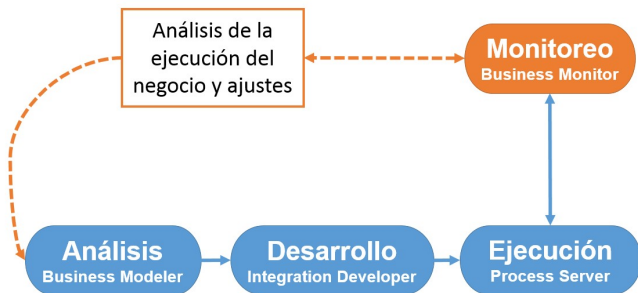 Análisis de la
ejecución del
negocio y ajustes
Monitoreo
Business Monitor
Análisis
Business Modeler
Desarrollo
Integration Developer
Ejecución
Process Server